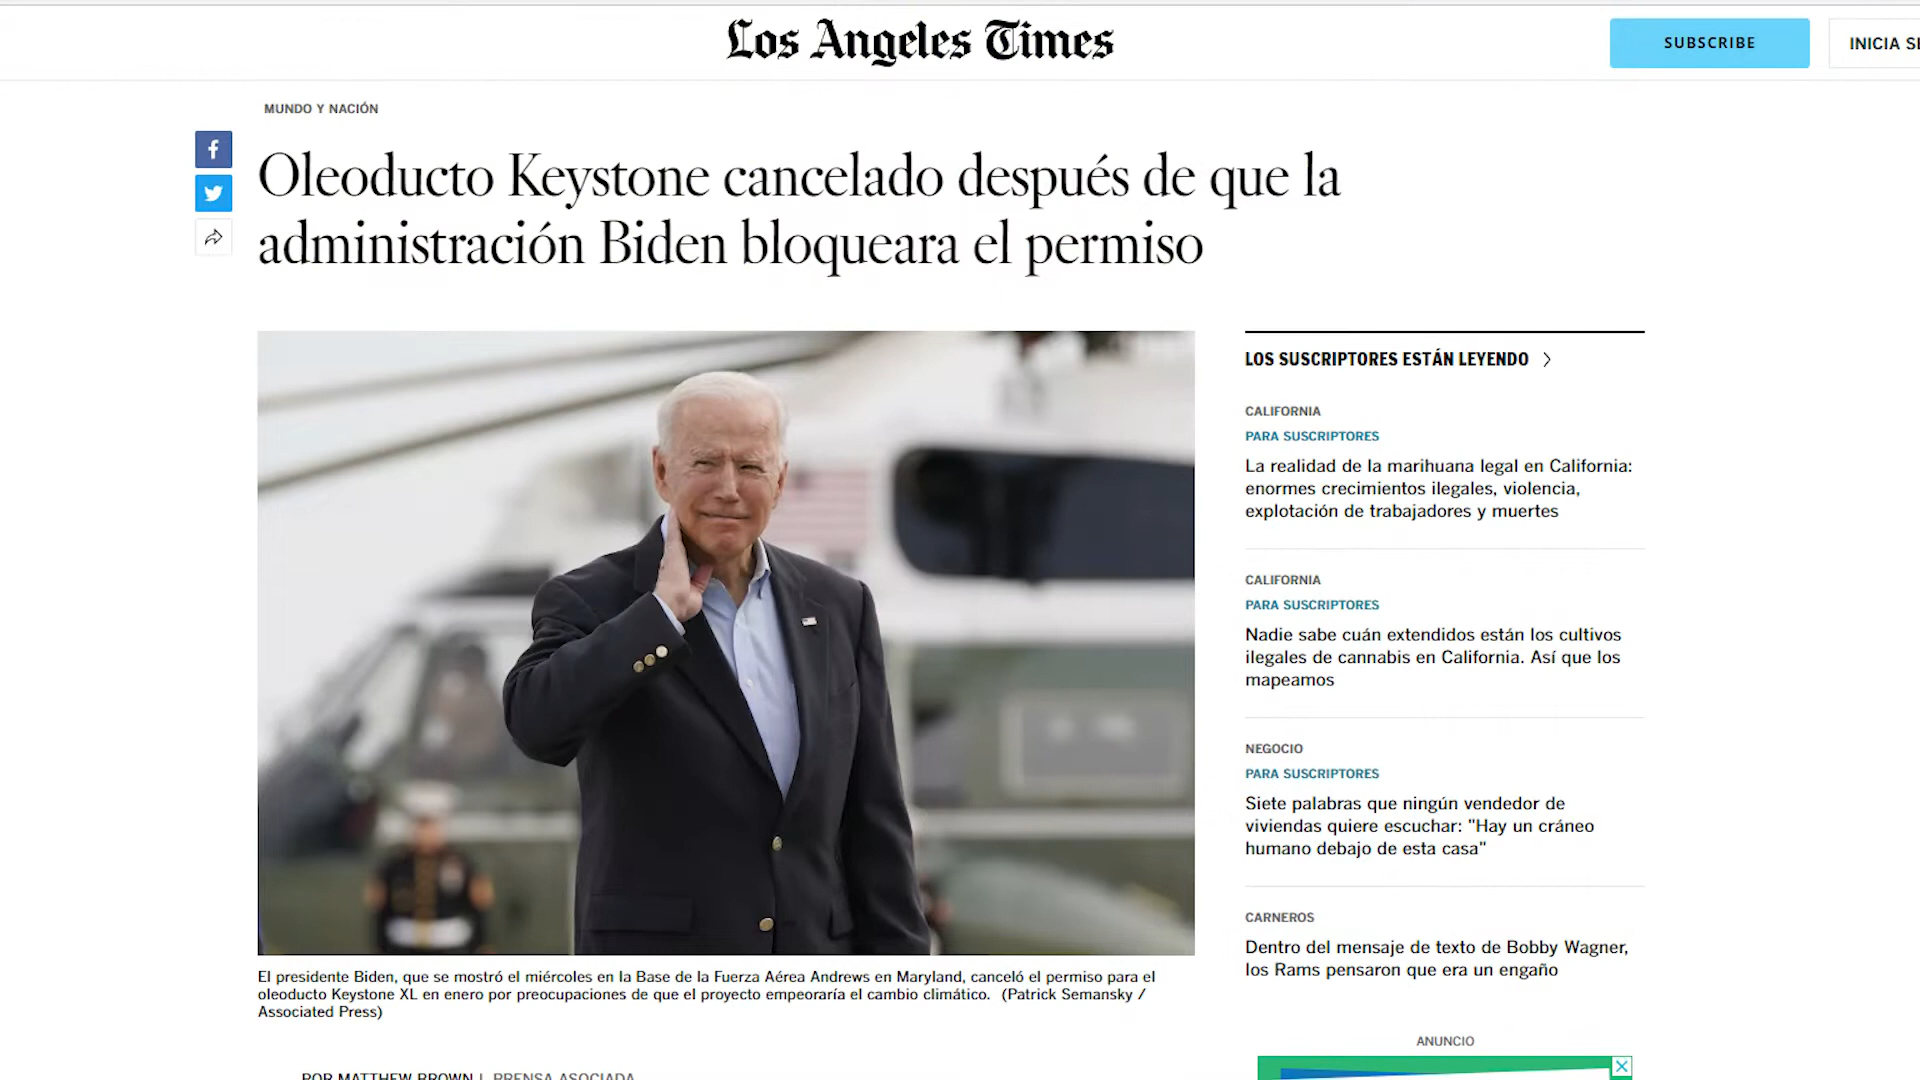 Los Angeles Times
SUBSCRIBE
INICIA
MUNDO Y NACIÓN
Oleoducto Keystone cancelado después de que la
administración Biden bloqueara el permiso
LOS SUSCRIPTORES ESTÁN LEYENDO
CALIFORNIA
PARA SUSCRIPTORES
La realidad de la marihuana legal en California:
enormes crecimientos ilegales, violencia,
explotación de trabajadores y muertes
CALIFORNIA
PARA SUSCRIPTORES
Nadie sabe cuán extendidos están los cultivos
ilegales de cannabis en California. Así que los
mapeamos
NEGOCIO
PARA SUSCRIPTORES
Siete palabras que ningún vendedor de
viviendas quiere escuchar: "Hay un cráneo
humano debajo de esta casa"
CARNEROS
Dentro del mensaje de texto de Bobby Wagner,
los Rams pensaron que era un engaño
El presidente Biden, que se mostró el miércoles en la Base de la Fuerza Aérea Andrews en Maryland, canceló el permiso para el
oleoducto Keystone XL en enero por preocupaciones de que el proyecto empeoraría el cambio climático. (Patrick Semansky /
Associated Press)
ANUNCIO
POR MATTHEW BROWN | PRENSA ASOCIADA